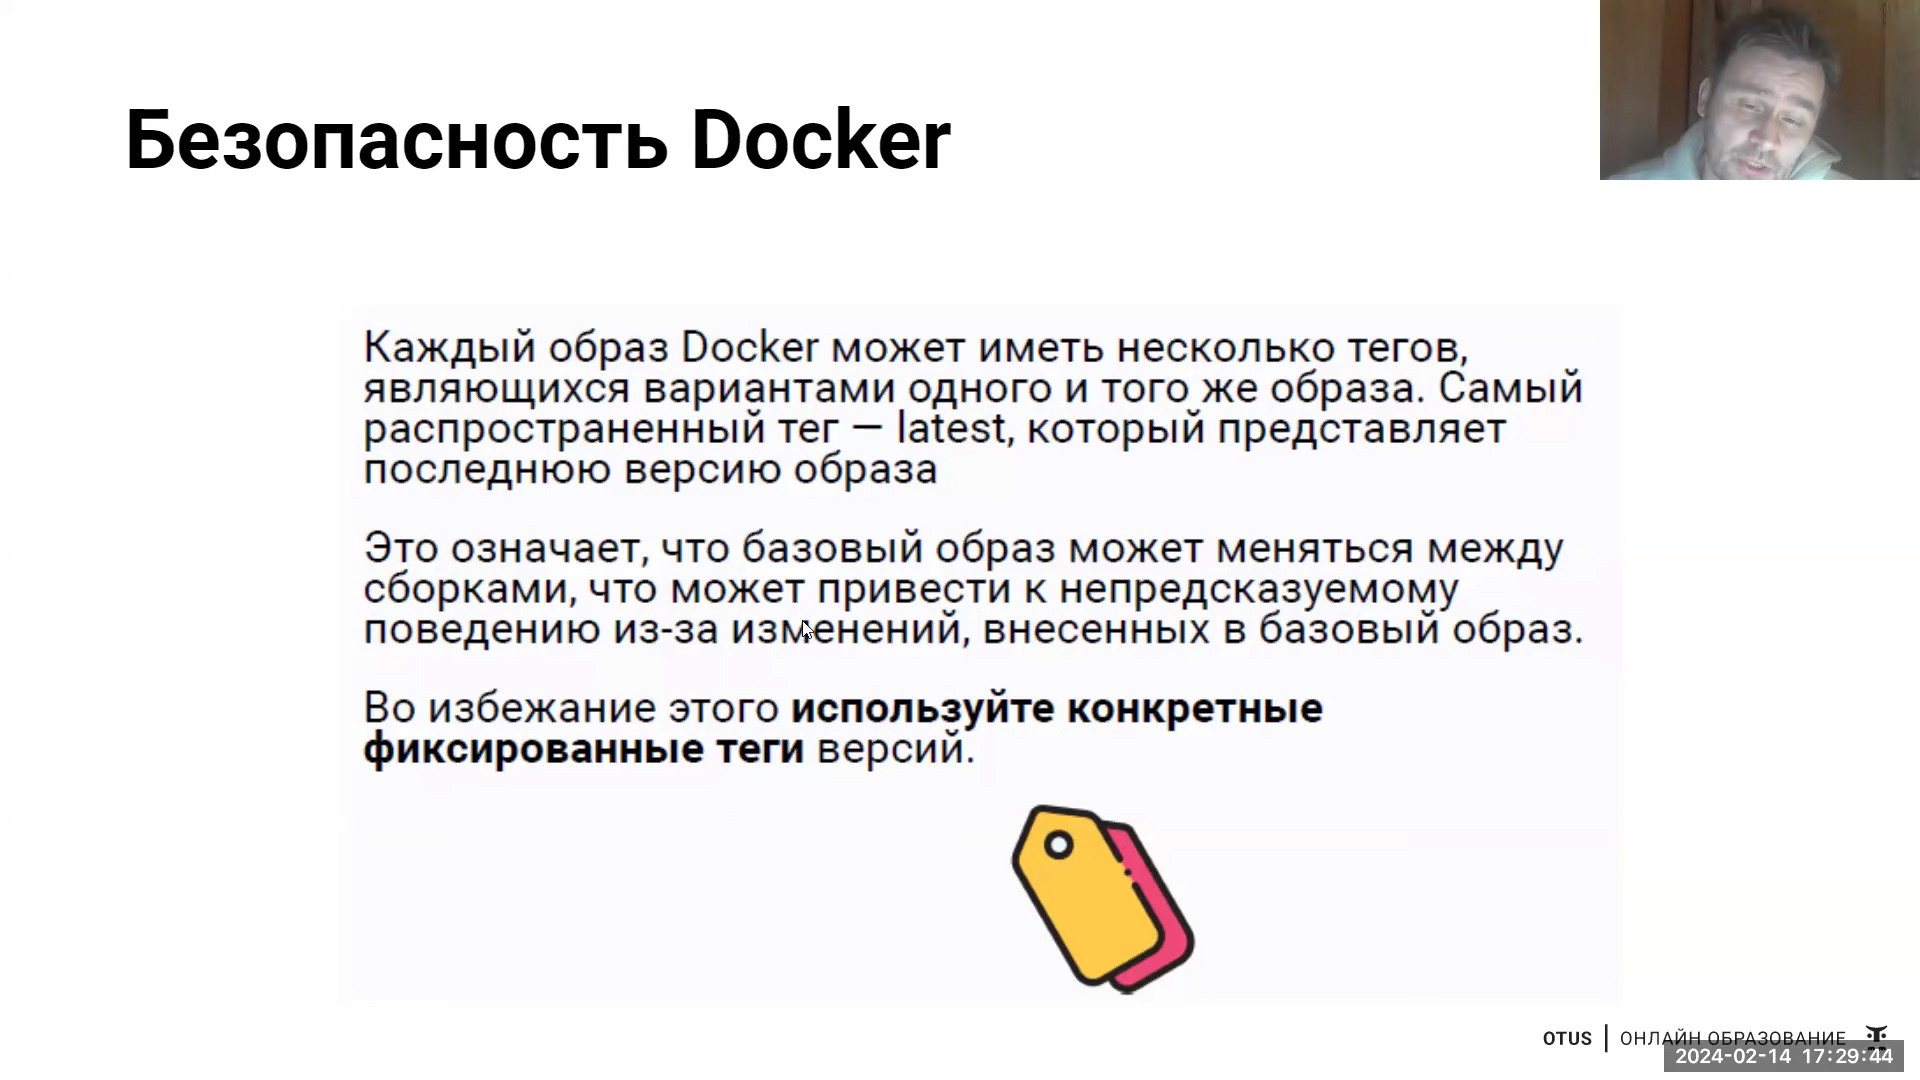 Безопасность Docker
Каждый образ Docker может иметь несколько тегов,
являющихся вариантами одного и того же образа. Самый
распространенный тег — latest, который представляет
последнюю версию образа
Это означает, что базовый образ может меняться между
сборками, что может привести к непредсказуемому
поведению из-за изменений, внесенных в базовый образ.
Во избежание этого используйте конкретные
фиксированные теги версий.
OTUS | ОНЛАЙН ОБРАЗОВАНИЕ
2024-02-14 17:29:44